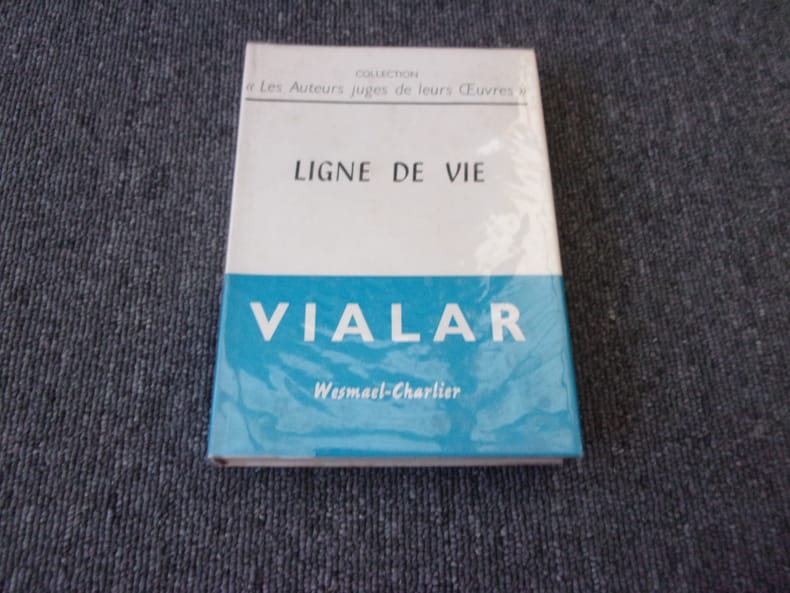 COLLECTION
« Les Auteurs juges de leurs Œuvres »
LIGNE DE VIE
VIALAR
Wesmael-Charlier